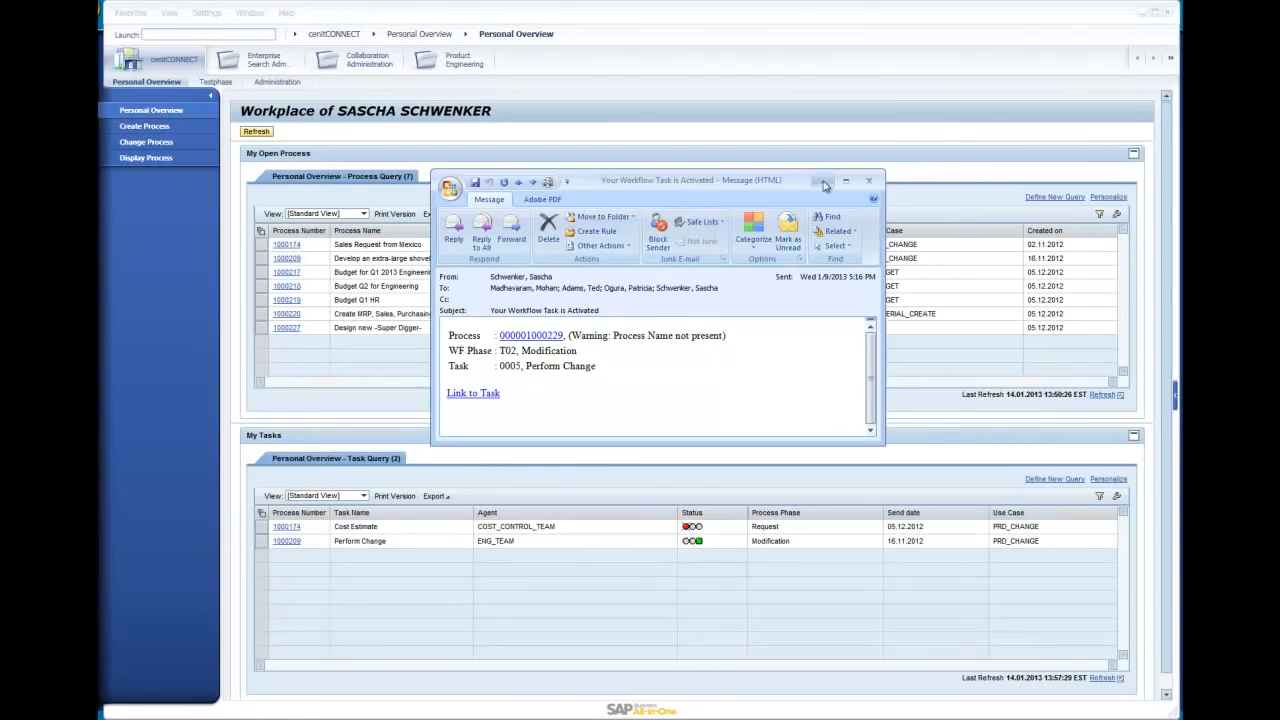 Favorites View Settings Window Help
Launch: cenitCONNECT Personal Overview Personal Overview
cenitCONNECT
Enterprise Search Adm...
Collaboration Administration
Product Engineering
Personal Overview Testphase Administration
Personal Overview
Create Process
Change Process
Display Process
Workplace of SASCHA SCHWENKER
Refresh
My Open Process
Personal Overview - Process Query (7)
Define New Query Personalize
View: [Standard View] Print Version Ex
Process Number Process Name Case Created on
1000174 Sales Request from Mexico _CHANGE 02.11.2012
1000209 Develop an extra-large shove _CHANGE 16.11.2012
1000217 Budget for Q1 2013 Engineerin GET 05.12.2012
1000218 Budget Q2 for Engineering GET 05.12.2012
1000219 Budget Q1 HR GET 05.12.2012
1000220 Create MRP, Sales, Purchasing ERIAL_CREATE 05.12.2012
1000227 Design new -Super Digger- 05.12.2012
Last Refresh 14.01.2013 13:50:26 EST Refresh
Your Workflow Task is Activated - Message (HTML)
Message Adobe PDF
Reply
Reply to All
Forward
Respond
Delete
Move to Folder
Create Rule
Other Actions
Actions
Block Sender
Safe Lists
Not Junk
Junk E-mail
Categorize
Mark as Unread
Options
Find
Related
Select
Find
From: Schwenker, Sascha Sent: Wed 1/9/2013 5:16 PM
To: Madhavaram, Mohan; Adams, Ted; Ogura, Patricia; Schwenker, Sascha
Cc:
Subject: Your Workflow Task is Activated
Process : 000001000229, (Warning: Process Name not present)
WF Phase : T02, Modification
Task : 0005, Perform Change
Link to Task
My Tasks
Personal Overview - Task Query (2)
Define New Query Personalize
View: [Standard View] Print Version Export
Process Number Task Name Agent Status Process Phase Send date Use Case
1000174 Cost Estimate COST_CONTROL_TEAM Request 05.12.2012 PRD_CHANGE
1000209 Perform Change ENG_TEAM Modification 16.11.2012 PRD_CHANGE
Last Refresh 14.01.2013 13:57:29 EST Refresh
SAP Business All-in-One